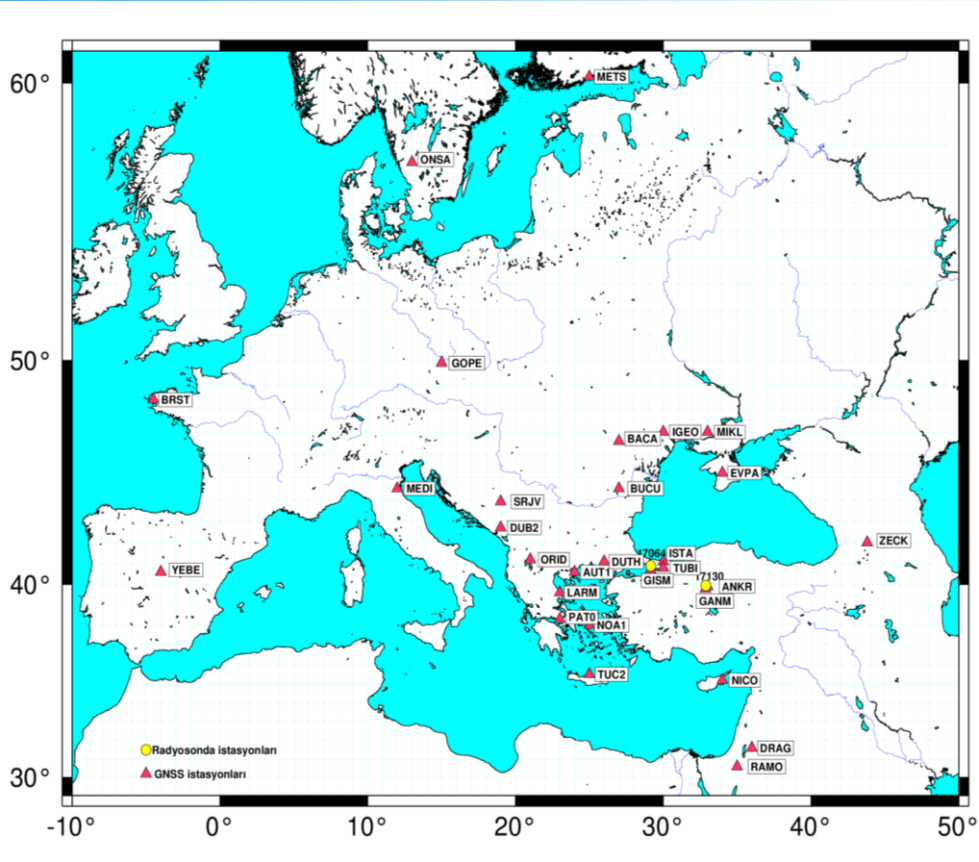 60°
METS
ONSA
50°
GOPE
BRST
BACA
IGEO
MIKL
EVPA
MEDI
BUCU
SRJV
DUB2
ZECK
17064
ISTA
ORID
DUTH
TUBI
YEBE
AUT1
GISM
40°
17130
ANKR
LARM
GANM
PAT0
NOA1
TUC2
NICO
DRAG
Radyosonda istasyonları
RAMO
GNSS istasyonları
30°
-10° 0° 10° 20° 30° 40° 50°